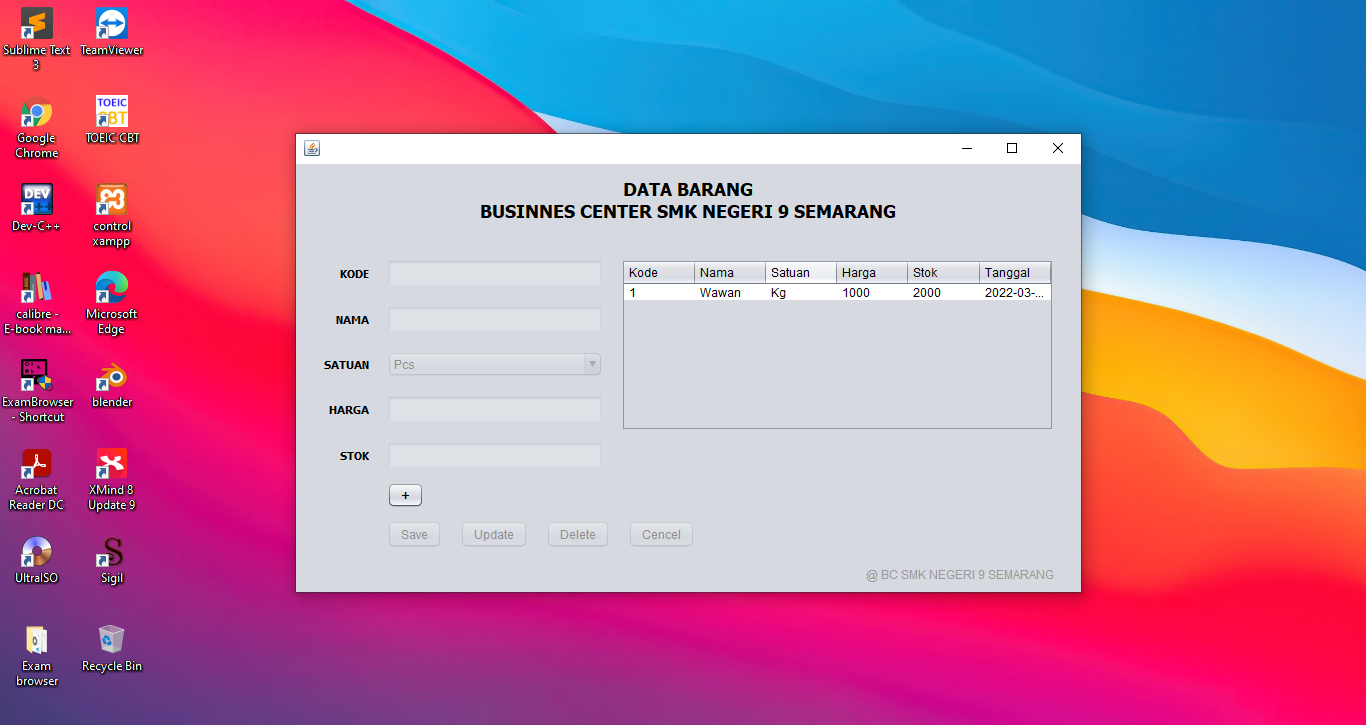 Sublime Text
3
TeamViewer
Google
Chrome
TOEIC
CBT
TOEIC CBT
DEV
Dev-C++
control
xampp
calibre -
E-book ma...
Microsoft
Edge
ExamBrowser
- Shortcut
blender
Acrobat
Reader DC
XMind 8
Update 9
UltraISO
Sigil
Exam
browser
Recycle Bin
DATA BARANG
BUSINNES CENTER SMK NEGERI 9 SEMARANG
KODE
NAMA
SATUAN Pcs
HARGA
STOK
+
Save Update Delete Cancel
Kode Nama Satuan Harga Stok Tanggal
1 Wawan Kg 1000 2000 2022-03-...
@ BC SMK NEGERI 9 SEMARANG